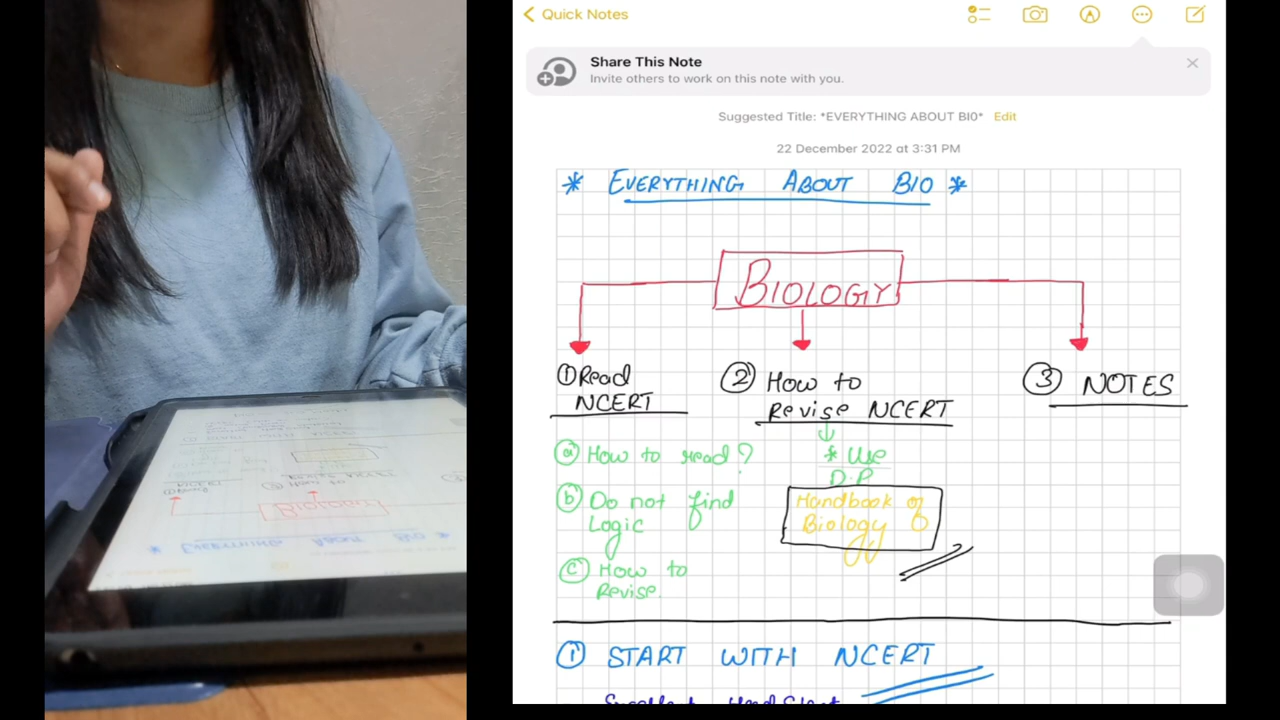 Quick Notes
Share This Note
Invite others to work on this note with you.
Suggested Title: *EVERYTHING ABOUT BI0* Edit
22 December 2022 at 3:31 PM
* EVERYTHING ABOUT BIO *
BIOLOGY
① Read
NCERT
② How to
Revise NCERT
③ NOTES
ⓐ How to read?
ⓑ Do not find
Logic
ⓒ How to
Revise.
* Use
D.P
Handbook of
Biology
① START WITH NCERT